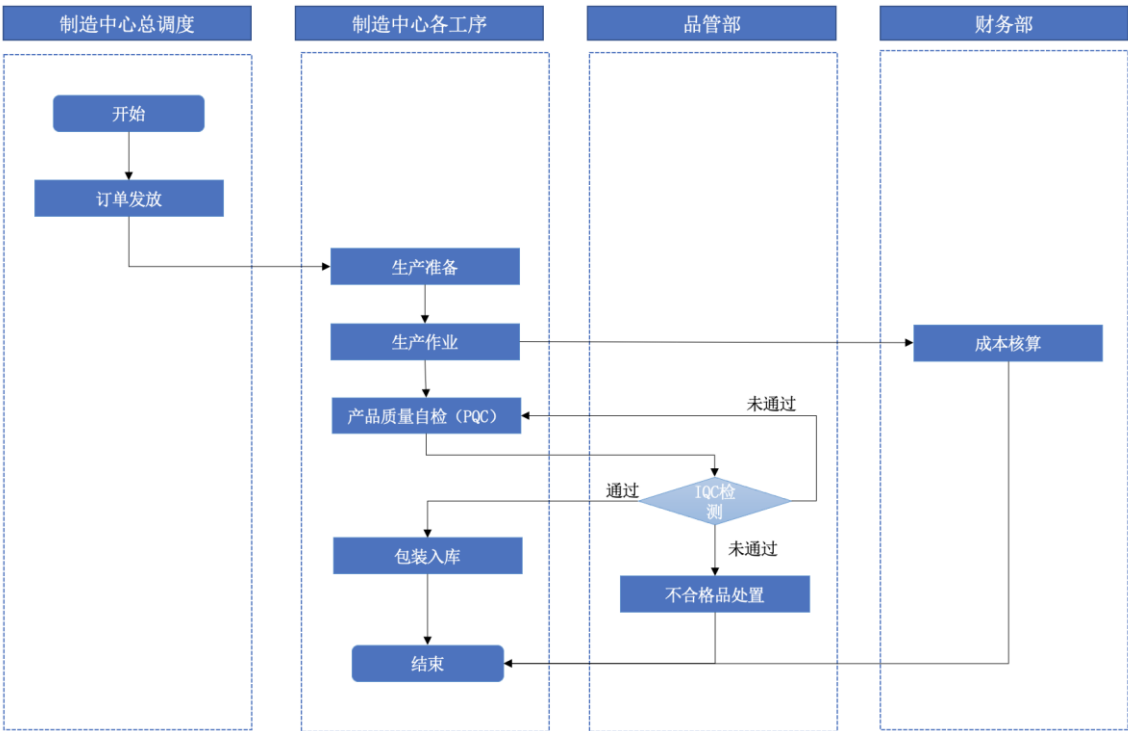 制造中心总调度
制造中心各工序
品管部
财务部
开始
订单发放
生产准备
生产作业
成本核算
产品质量自检（PQC）
未通过
通过
IQC检
测
未通过
包装入库
不合格品处置
结束